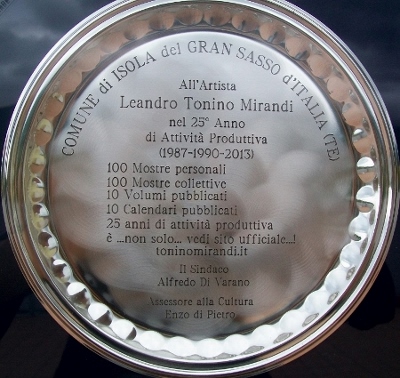 COMUNE di ISOLA del GRAN SASSO d'ITALIA (TE)
All'Artista
Leandro Tonino Mirandi
nel 25° Anno
di Attività Produttiva
(1987-1990-2013)
100 Mostre personali
100 Mostre collettive
10 Volumi pubblicati
10 Calendari pubblicati
25 anni di attività produttiva
è ...non solo... vedi sito ufficiale...!
toninomirandi.it
Il Sindaco
Alfredo Di Varano
Assessore alla Cultura
Enzo di Pietro